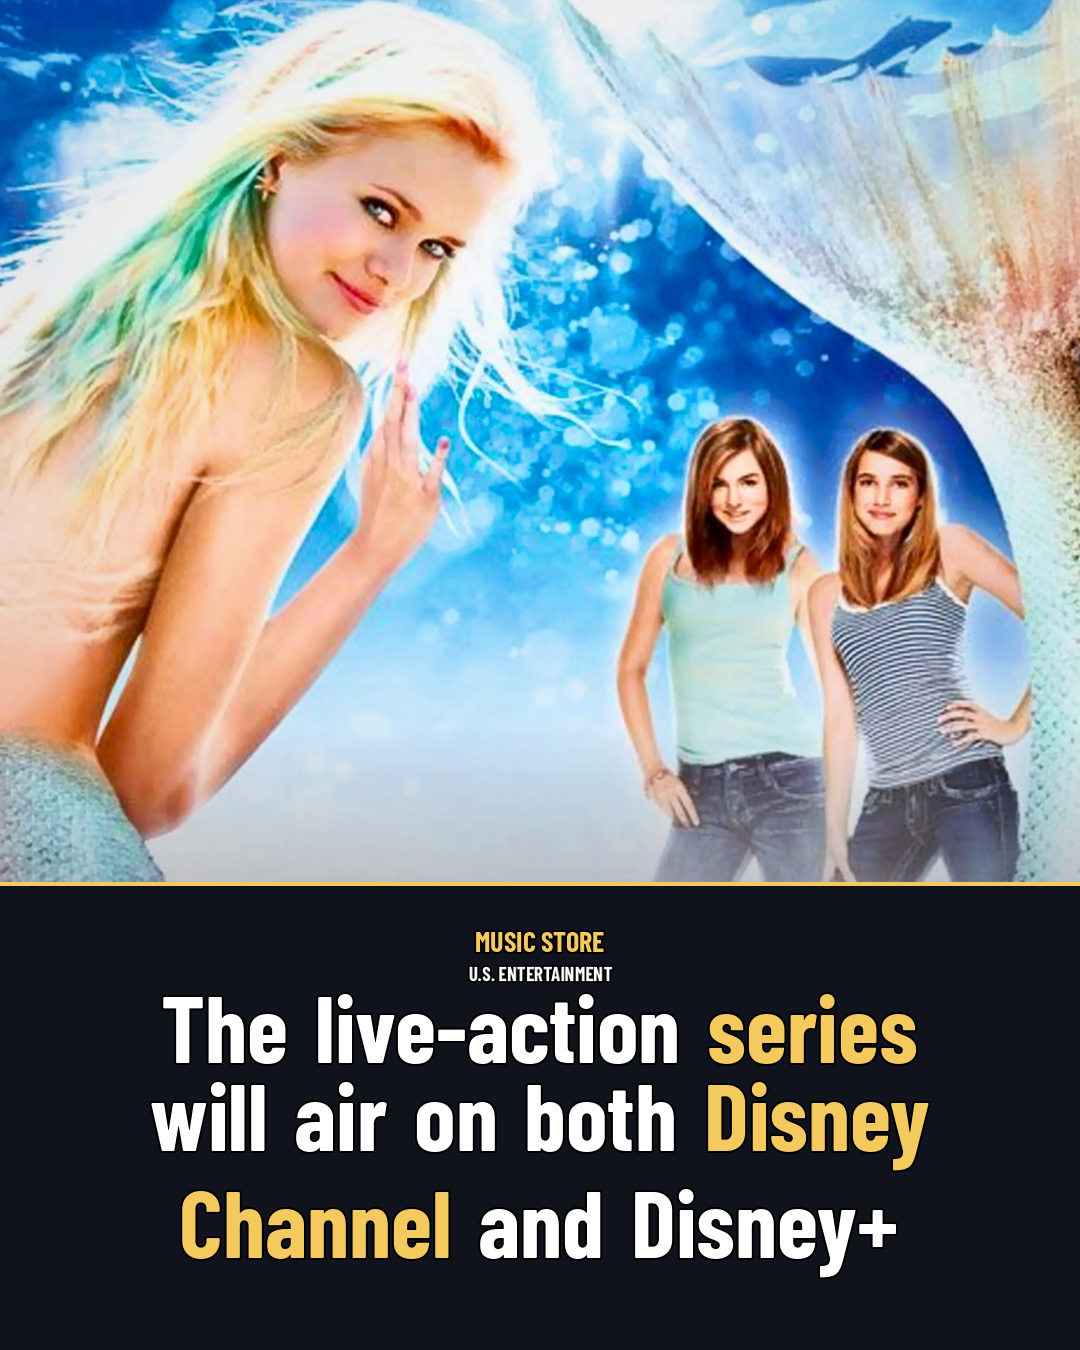 MUSIC STORE
U.S. ENTERTAINMENT
The live-action series
will air on both Disney
Channel and Disney+